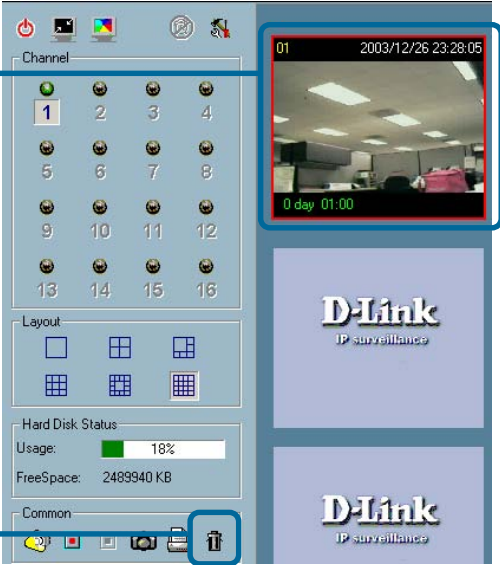 Channel
1 2 3 4
5 6 7 8
9 10 11 12
13 14 15 16
Layout
Hard Disk Status
Usage: 18%
FreeSpace: 2489940 KB
Common
01 2003/12/26 23:28:05
0 day 01:00
D-Link
IP surveillance
D-Link
IP surveillance